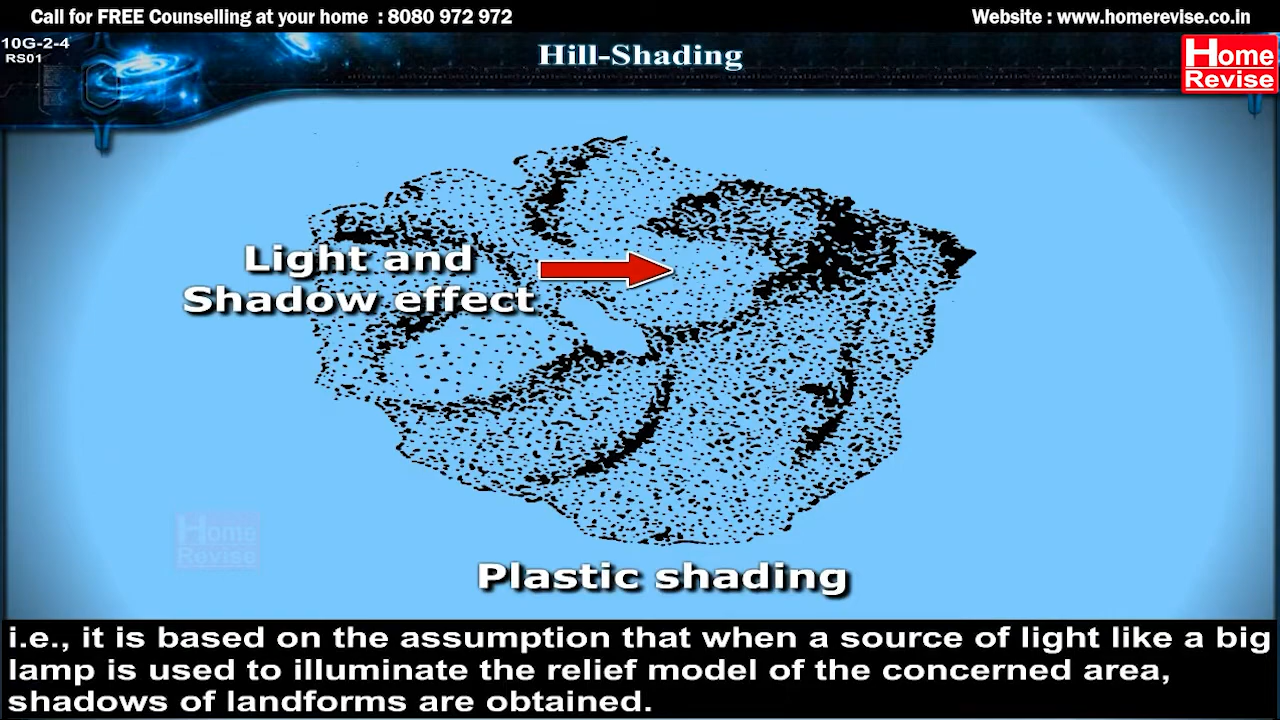 Call for FREE Counselling at your home : 8080 972 972
Website : www.homerevise.co.in
10G-2-4
RS01
Hill-Shading
Home
Revise
Light and
Shadow effect
Home
Revise
Plastic shading
i.e., it is based on the assumption that when a source of light like a big
lamp is used to illuminate the relief model of the concerned area,
shadows of landforms are obtained.